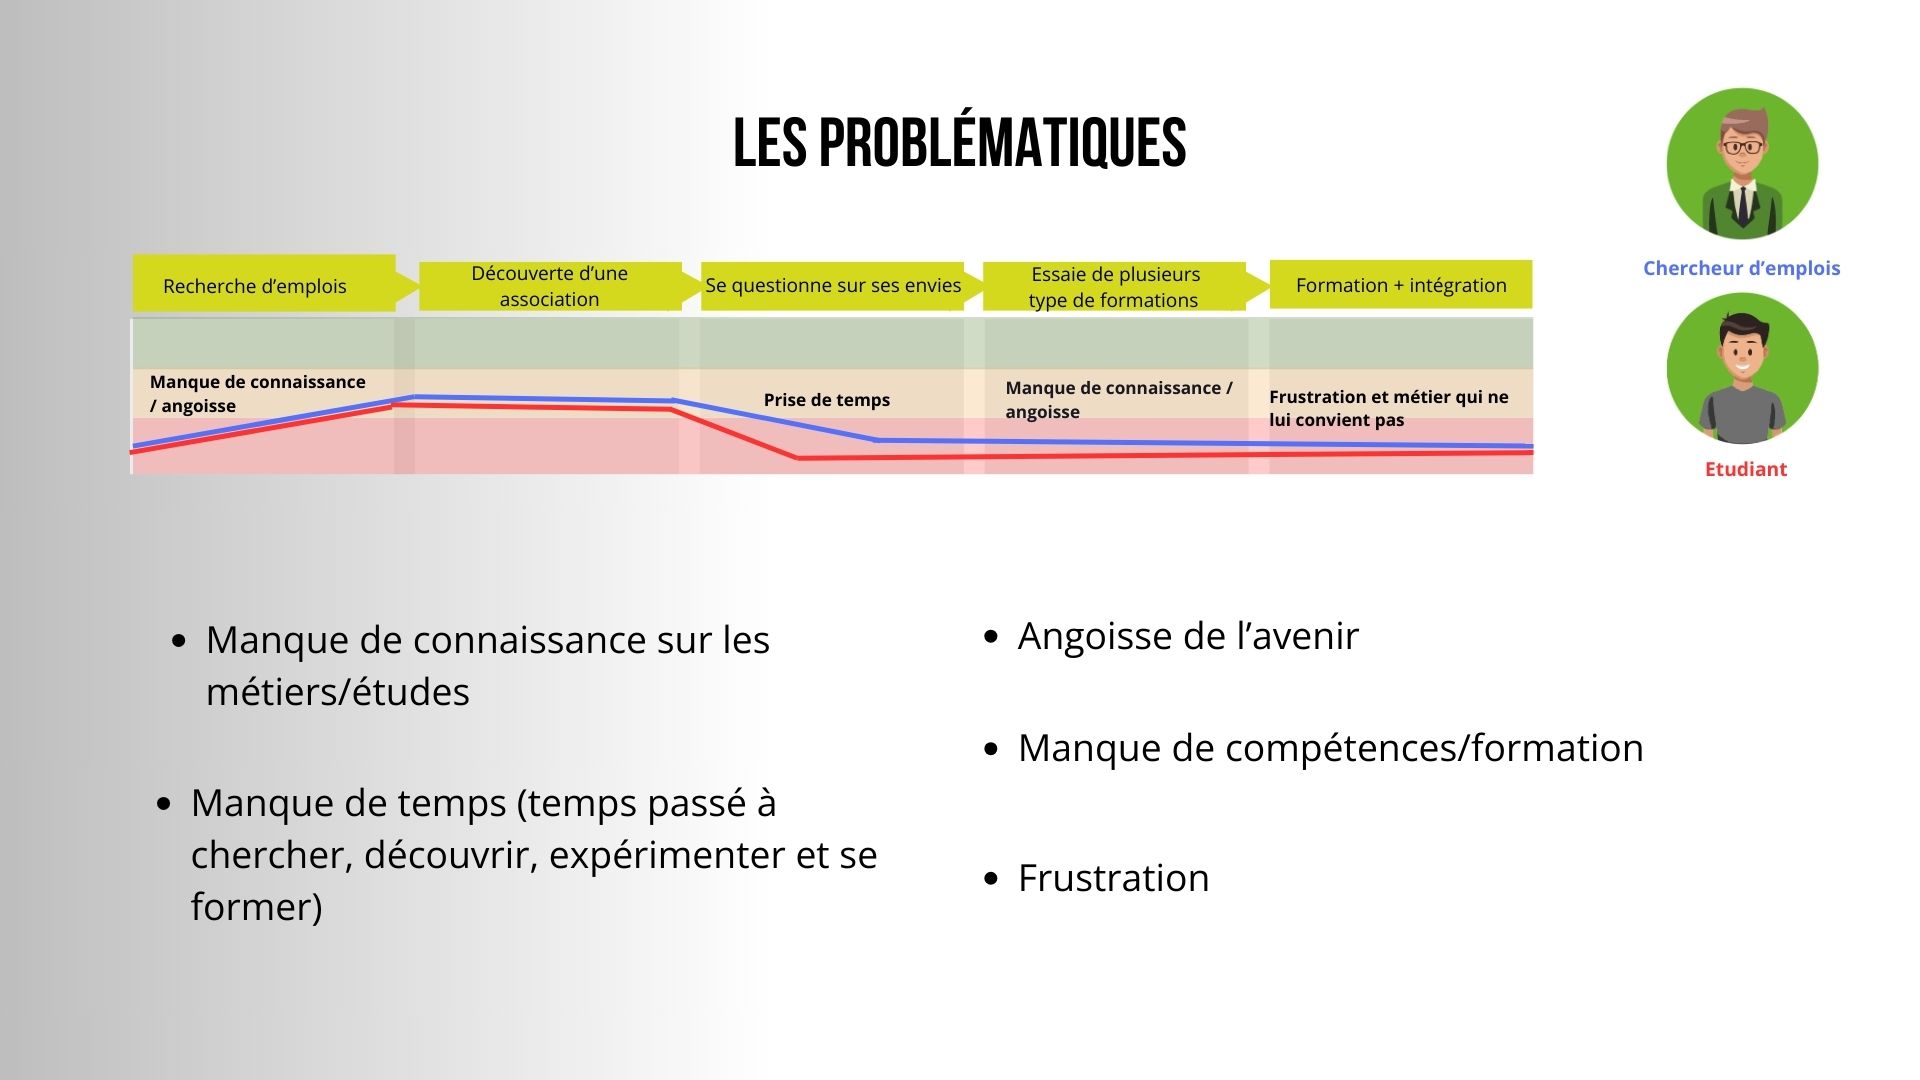 LES PROBLÉMATIQUES
Chercheur d’emplois
Etudiant
Recherche d’emplois
Découverte d’une
association
Se questionne sur ses envies
Essaie de plusieurs
type de formations
Formation + intégration
Manque de connaissance
/ angoisse
Prise de temps
Manque de connaissance /
angoisse
Frustration et métier qui ne
lui convient pas
• Manque de connaissance sur les
métiers/études
• Manque de temps (temps passé à
chercher, découvrir, expérimenter et se
former)
• Angoisse de l’avenir
• Manque de compétences/formation
• Frustration